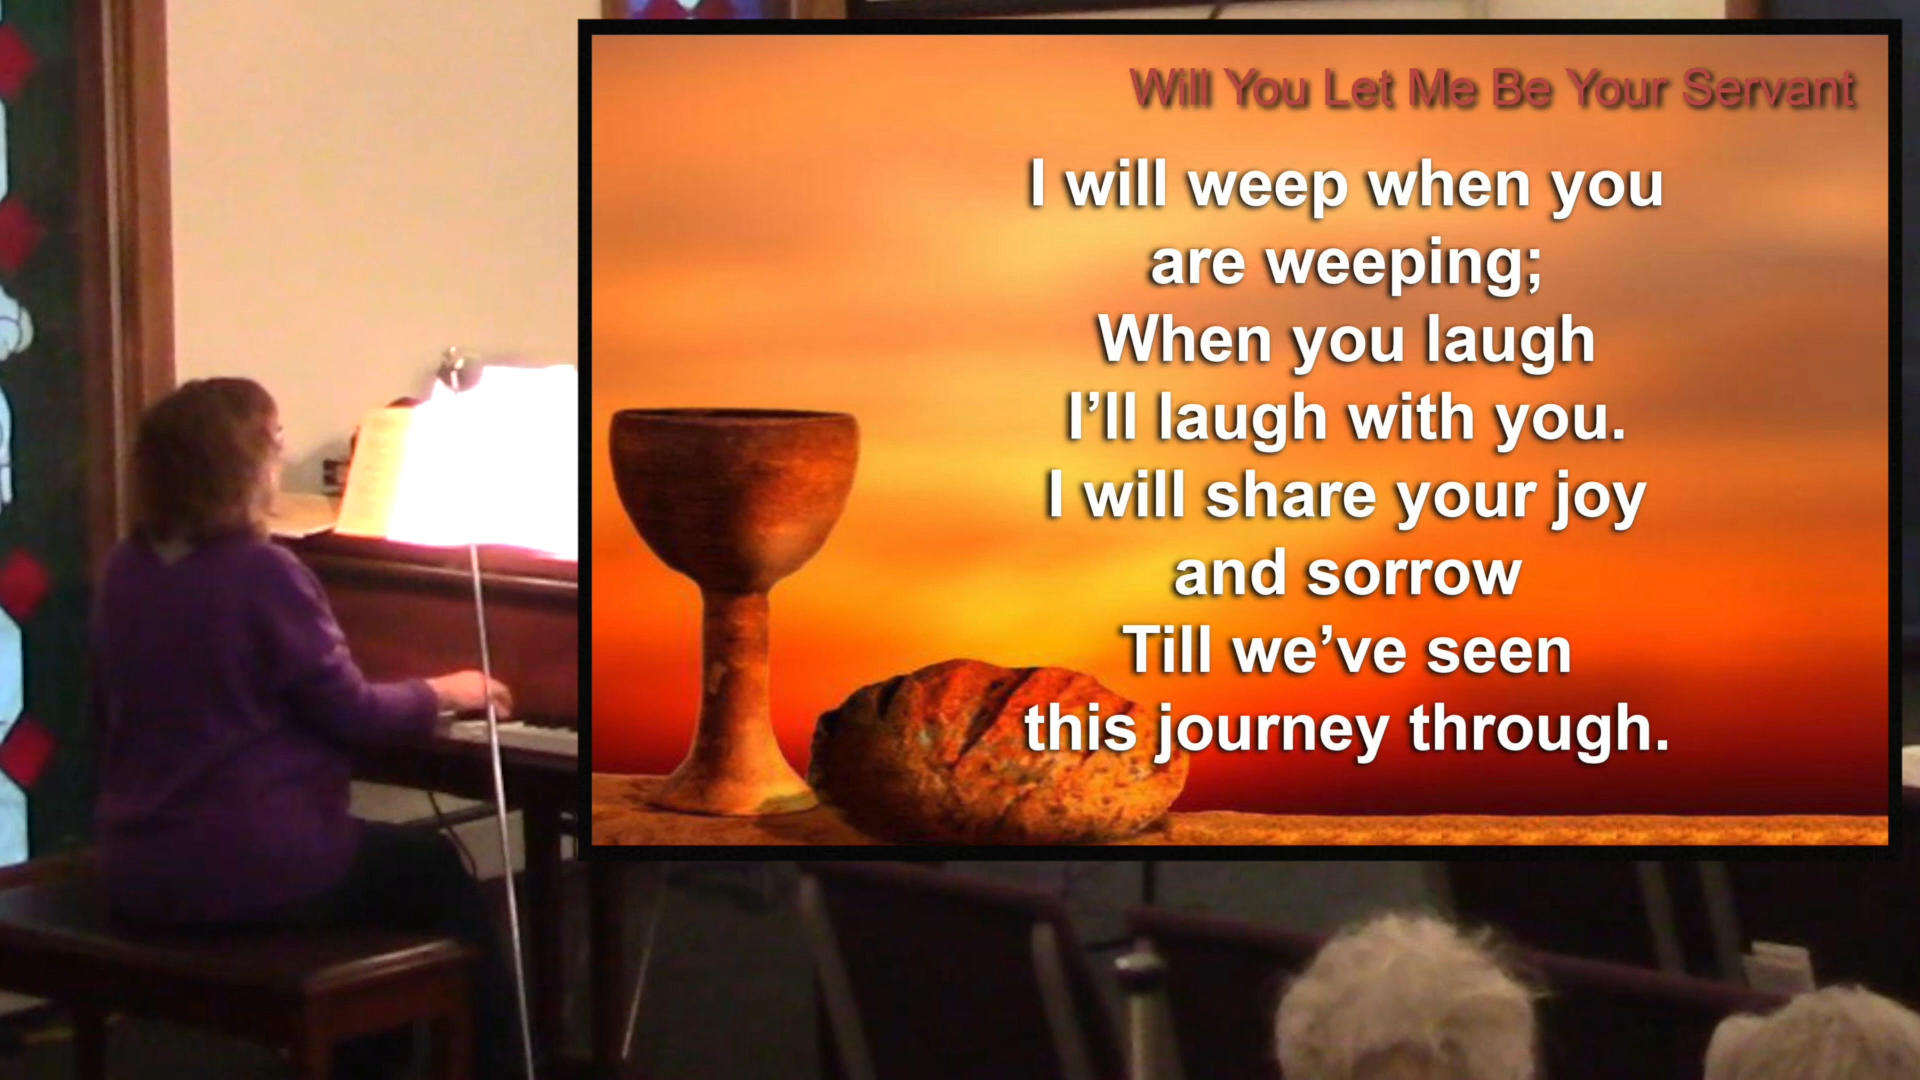 Will You Let Me Be Your Servant
I will weep when you
are weeping;
When you laugh
I’ll laugh with you.
I will share your joy
and sorrow
Till we’ve seen
this journey through.